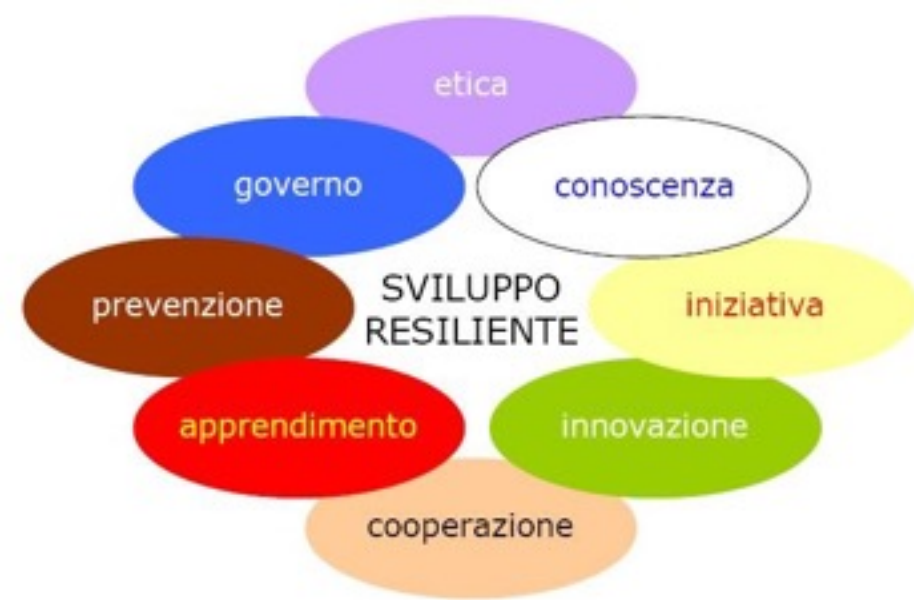 etica
governo
conoscenza
prevenzione
SVILUPPO
RESILIENTE
iniziativa
apprendimento
innovazione
cooperazione